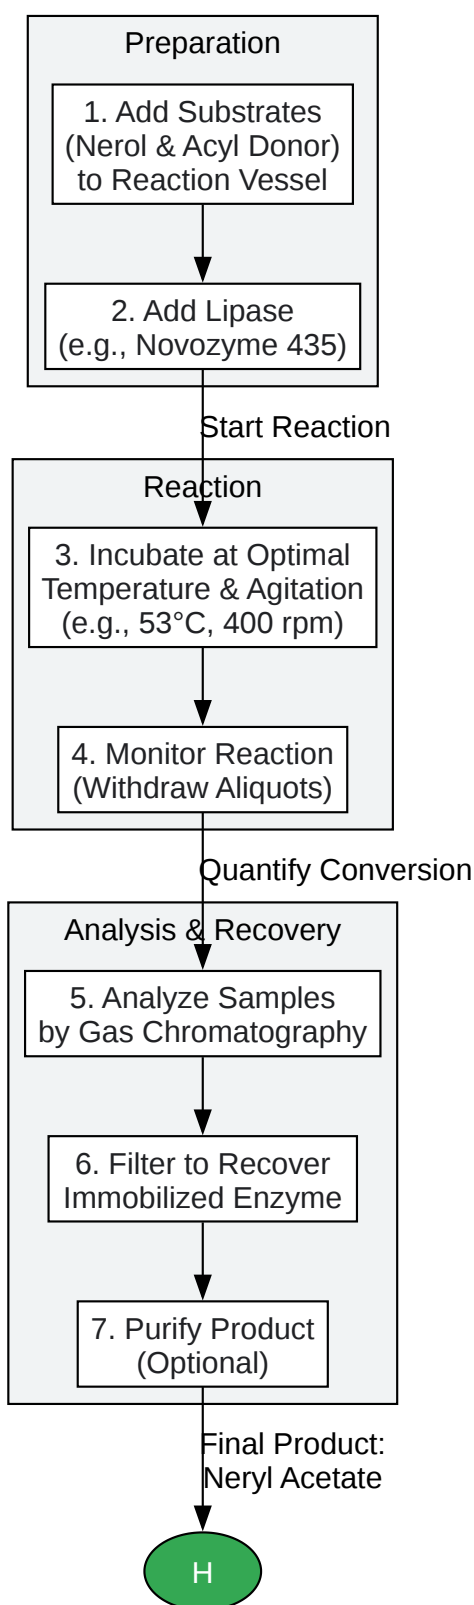 Preparation
1. Add Substrates
(Nerol & Acyl Donor)
to Reaction Vessel
2. Add Lipase
(e.g., Novozyme 435)
Start Reaction
Reaction
3. Incubate at Optimal
Temperature & Agitation
(e.g., 53°C, 400 rpm)
4. Monitor Reaction
(Withdraw Aliquots)
Quantify Conversion
Analysis & Recovery
5. Analyze Samples
by Gas Chromatography
6. Filter to Recover
Immobilized Enzyme
7. Purify Product
(Optional)
Final Product:
Neryl Acetate
H